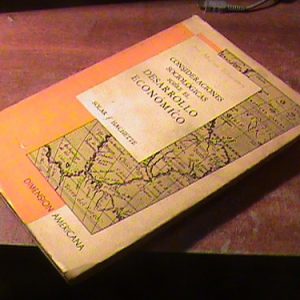 CONSIDERACIONES
SOCIOLOGICAS
SOBRE EL
DESARROLLO
ECONOMICO
SOLAR / HACHETTE
DIMENSION
AMERICANA